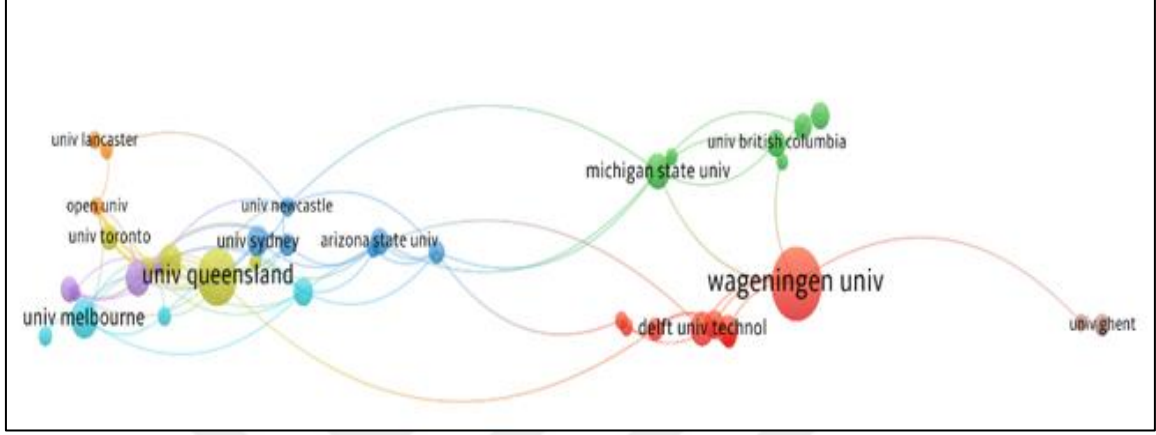 univ lancaster
univ british columbia
michigan state univ
open univ
univ newcastle
univ toronto
univ sydney
arizona state univ
univ queensland
wageningen univ
univ melbourne
delft univ technol
univ ghent